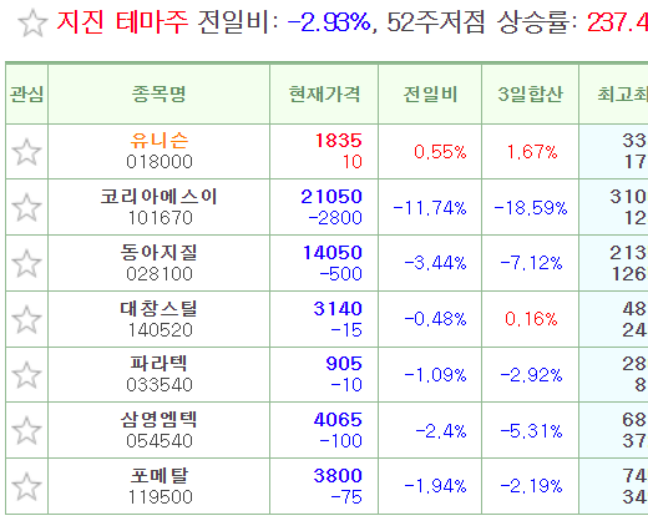 지진 테마주 전일비: -2.93%, 52주저점 상승률: 237.4
관심 종목명 현재가격 전일비 3일합산 최고최
유니슨 1835 0.55% 1.67% 33
018000 10 17
코리아에스이 21050 -11.74% -18.59% 310
101670 -2800 12
동아지질 14050 -3.44% -7.12% 213
028100 -500 126
대창스틸 3140 -0.48% 0.16% 48
140520 -15 24
파라텍 905 -1.09% -2.92% 28
033540 -10 8
삼영엠텍 4065 -2.4% -5.31% 68
054540 -100 37
포메탈 3800 -1.94% -2.19% 74
119500 -75 34